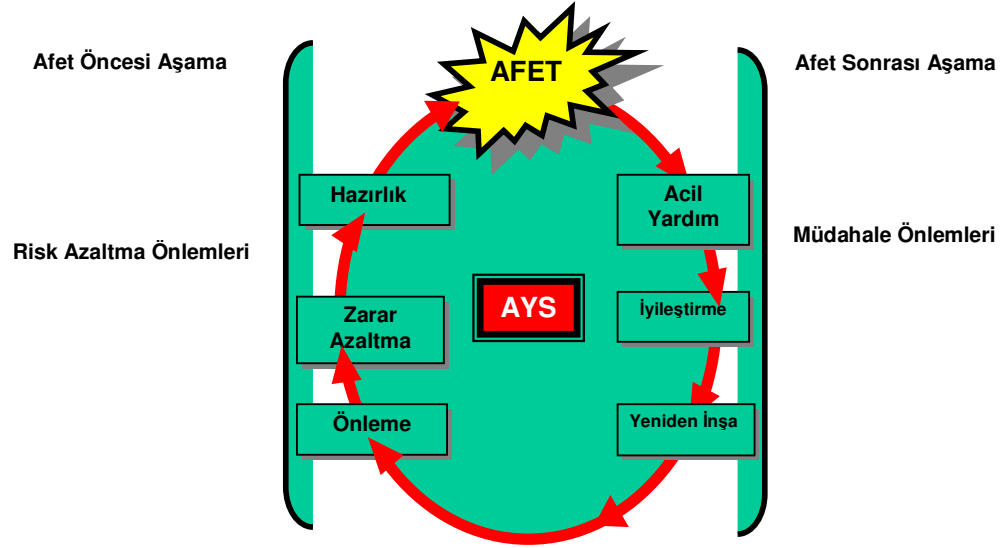 AFET
Afet Öncesi Aşama
Afet Sonrası Aşama
Hazırlık
Acil
Yardım
Risk Azaltma Önlemleri
Müdahale Önlemleri
AYS
Zarar
Azaltma
İyileştirme
Önleme
Yeniden İnşa